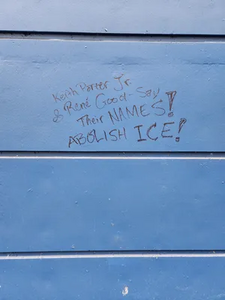 Keith Porter Jr.
& René Good - Say
Their NAMES!
ABOLISH ICE!